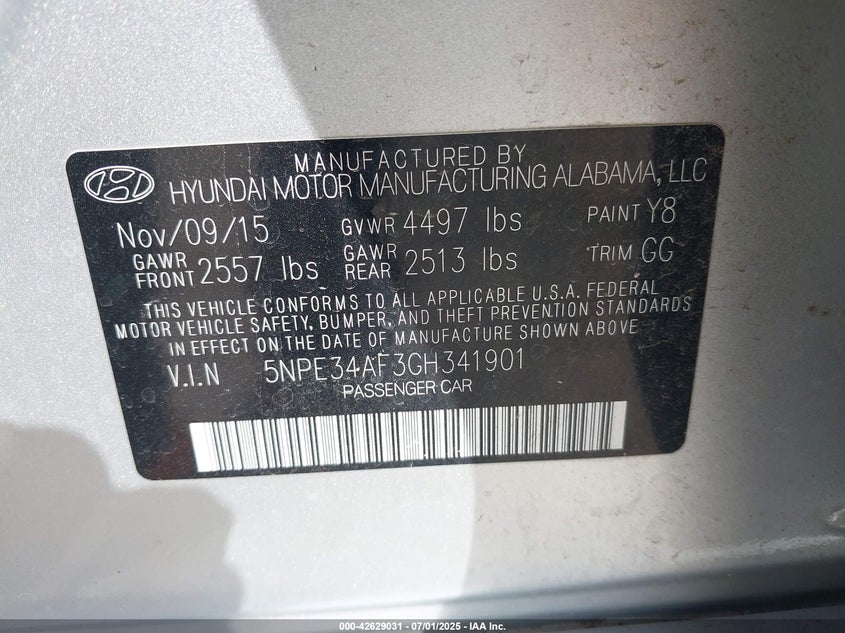 MANUFACTURED BY
HYUNDAI MOTOR MANUFACTURING ALABAMA, LLC
Nov/09/15 GVWR 4497 lbs PAINT Y8
GAWR FRONT 2557 lbs GAWR REAR 2513 lbs TRIM GG
THIS VEHICLE CONFORMS TO ALL APPLICABLE U.S.A. FEDERAL
MOTOR VEHICLE SAFETY, BUMPER, AND THEFT PREVENTION STANDARDS
IN EFFECT ON THE DATE OF MANUFACTURE SHOWN ABOVE
V.I.N 5NPE34AF3GH341901
PASSENGER CAR
000-42629031 - 07/01/2025 - IAA Inc.